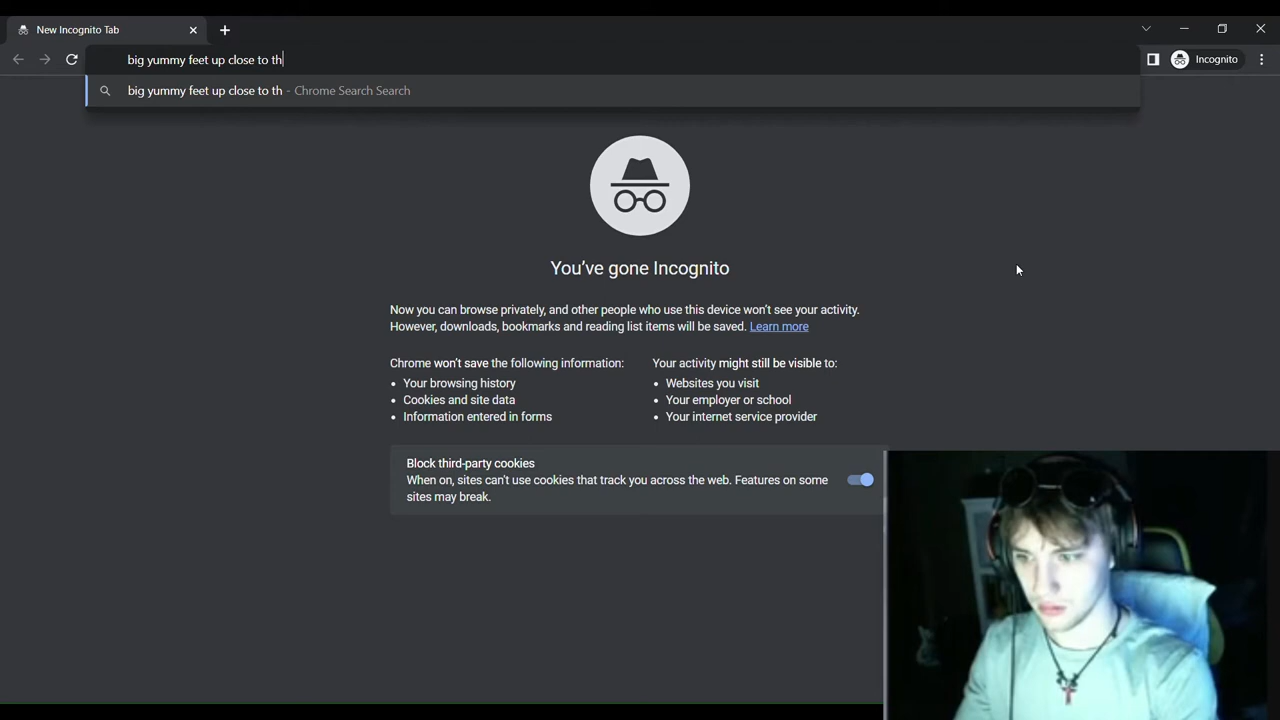 New Incognito Tab
big yummy feet up close to th
Incognito
big yummy feet up close to th - Chrome Search Search
You've gone Incognito
Now you can browse privately, and other people who use this device won't see your activity.
However, downloads, bookmarks and reading list items will be saved. Learn more
Chrome won't save the following information:
• Your browsing history
• Cookies and site data
• Information entered in forms
Your activity might still be visible to:
• Websites you visit
• Your employer or school
• Your internet service provider
Block third-party cookies
When on, sites can't use cookies that track you across the web. Features on some
sites may break.